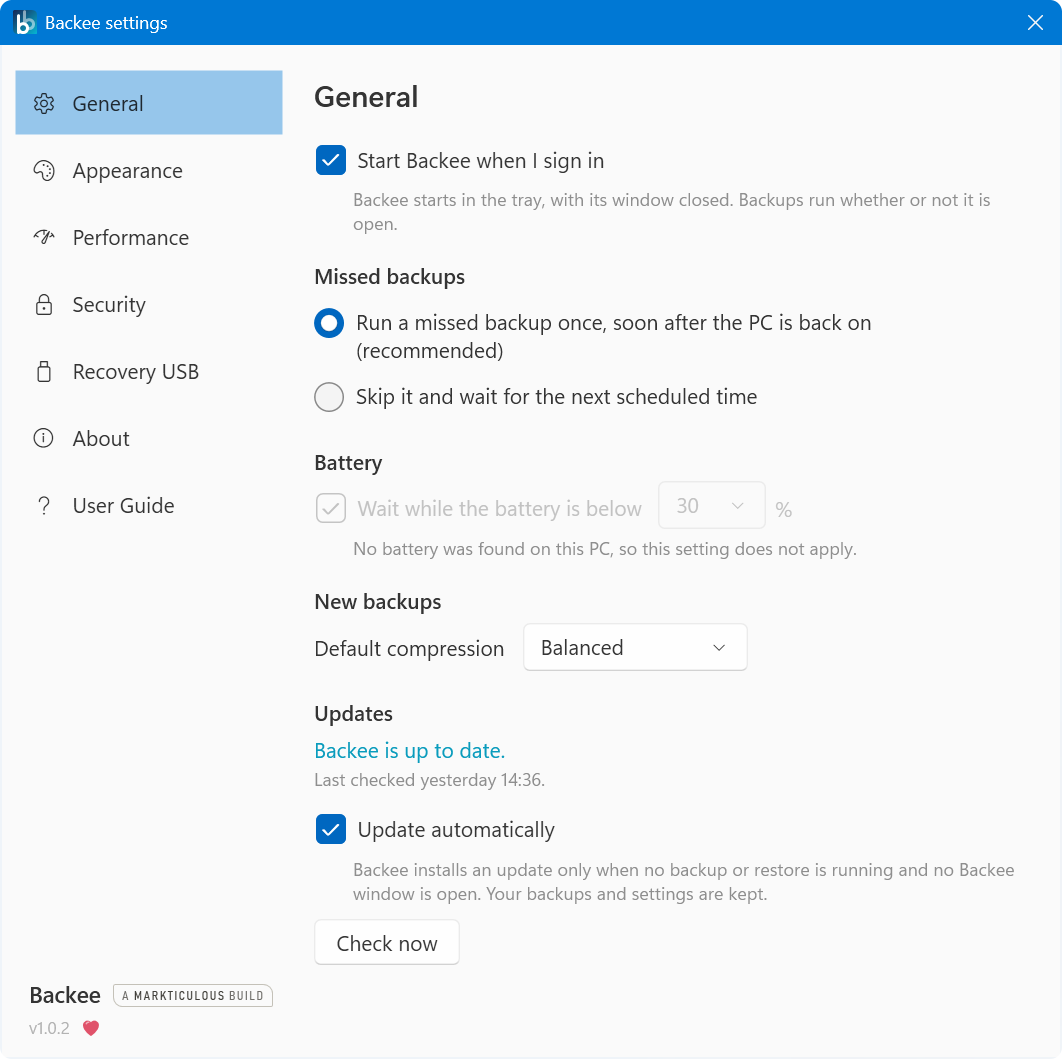 Backee settings
General
Appearance
Performance
Security
Recovery USB
About
User Guide
Backee
A MARKTICULOUS BUILD
v1.0.2
General
Start Backee when I sign in
Backee starts in the tray, with its window closed. Backups run whether or not it is
open.
Missed backups
Run a missed backup once, soon after the PC is back on
(recommended)
Skip it and wait for the next scheduled time
Battery
Wait while the battery is below 30 %
No battery was found on this PC, so this setting does not apply.
New backups
Default compression Balanced
Updates
Backee is up to date.
Last checked yesterday 14:36.
Update automatically
Backee installs an update only when no backup or restore is running and no Backee
window is open. Your backups and settings are kept.
Check now